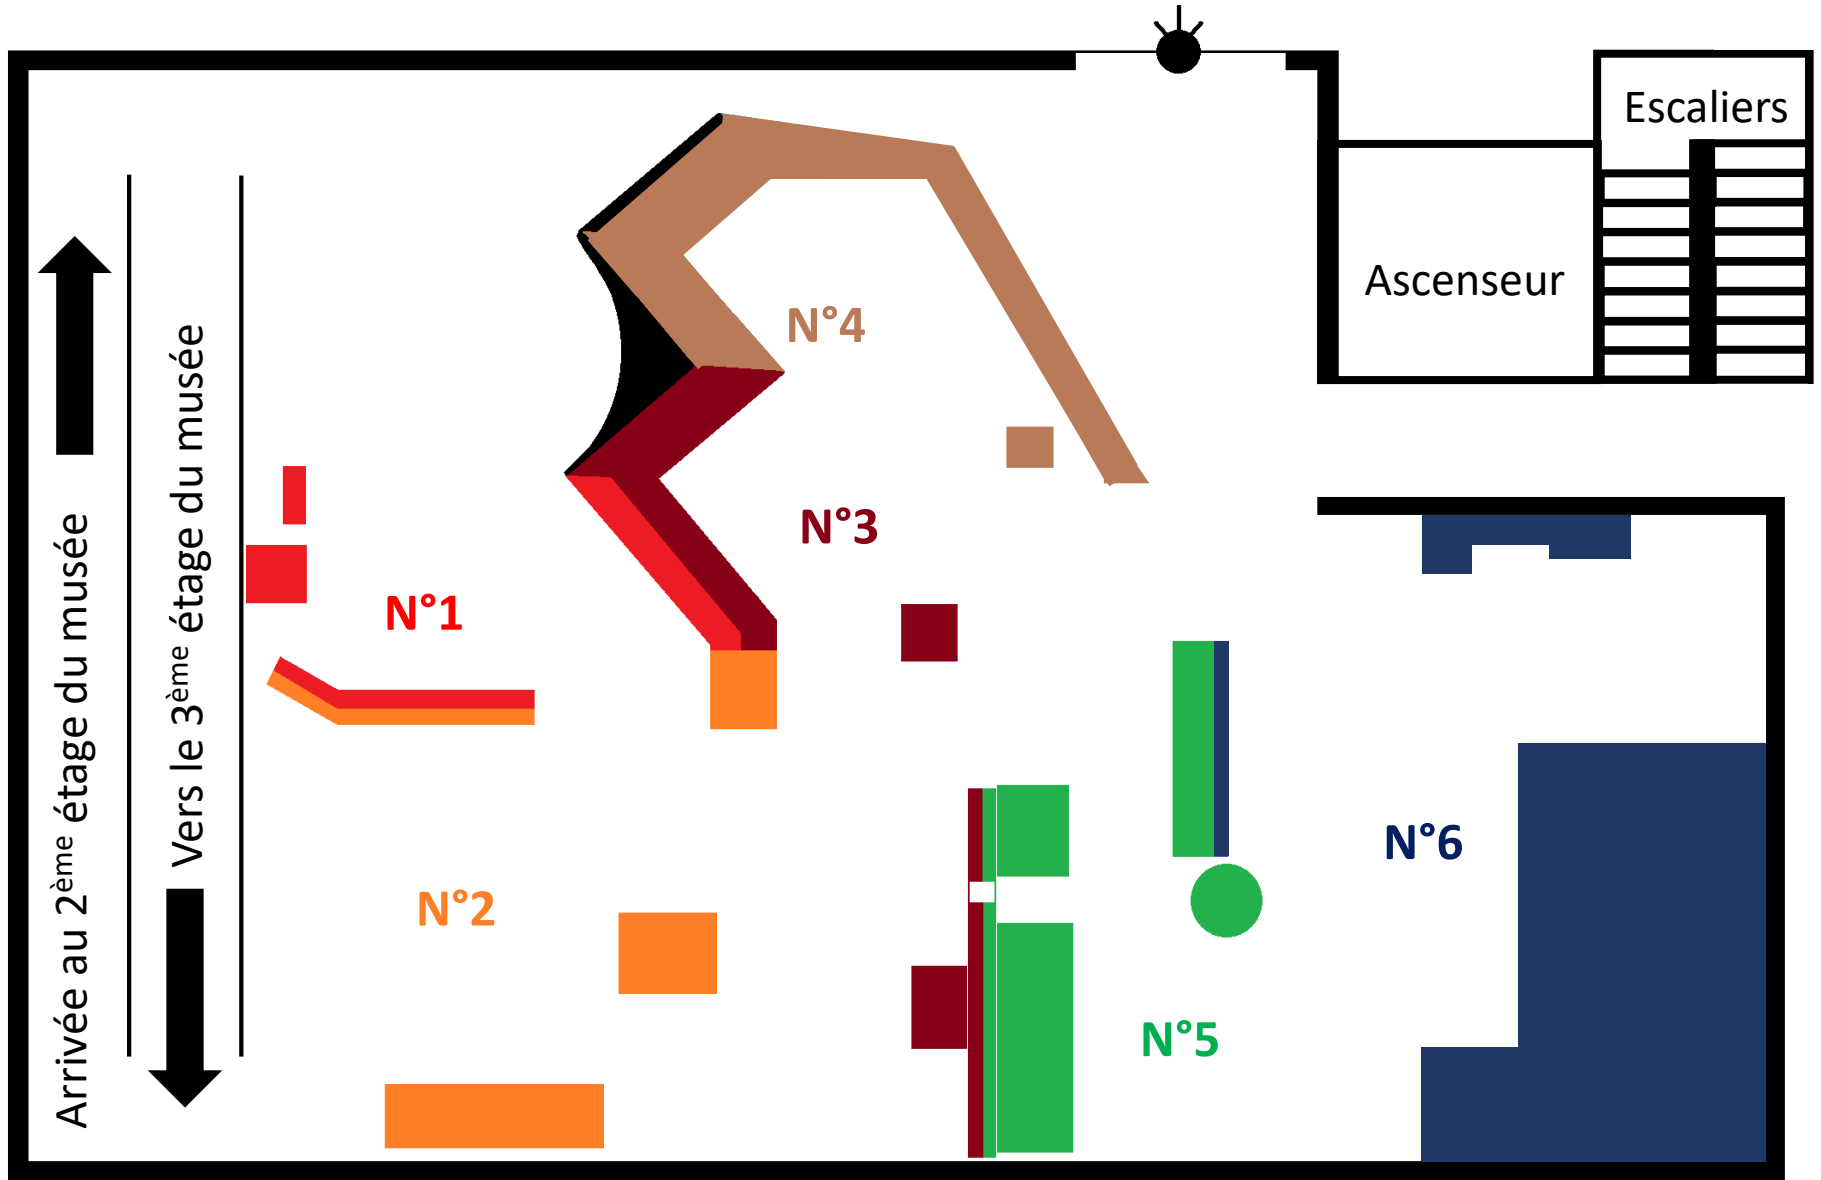 Escaliers
Ascenseur
Arrivée au 2ème étage du musée
Vers le 3ème étage du musée
N°4
N°3
N°1
N°6
N°2
N°5